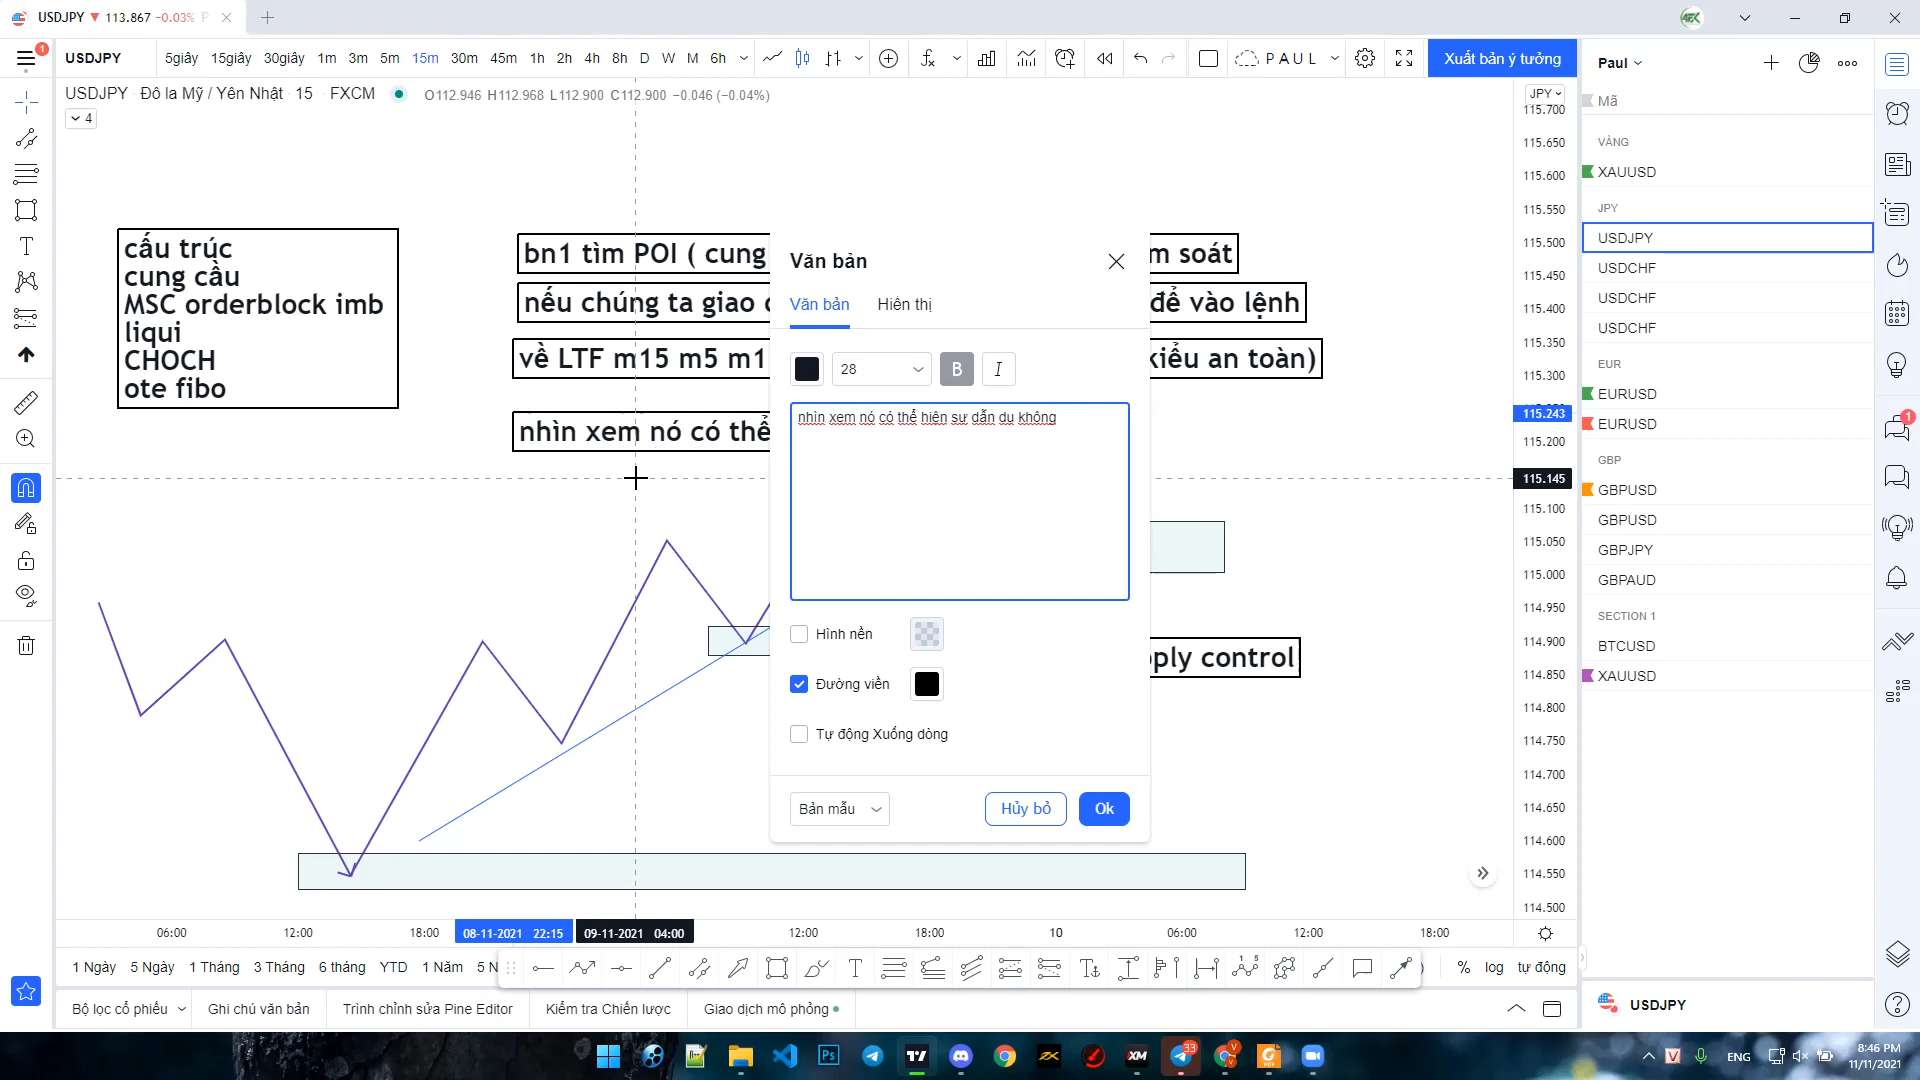 USDJPY ▼ 113.867 −0.03% P
1
USDJPY
5giây 15giây 30giây 1m 3m 5m 15m 30m 45m 1h 2h 4h 8h D W M 6h
PAUL
Xuất bản ý tưởng
Paul
USDJPY · Đô la Mỹ / Yên Nhật · 15 · FXCM
O112.946 H112.968 L112.900 C112.900 −0.046 (−0.04%)
JPY
4
Mã
VÀNG
XAUUSD
JPY
USDJPY
USDCHF
USDCHF
USDCHF
EUR
EURUSD
EURUSD
GBP
GBPUSD
GBPUSD
GBPJPY
GBPAUD
SECTION 1
BTCUSD
XAUUSD
1
cấu trúc
cung cầu
MSC orderblock imb
liqui
CHOCH
ote fibo
bn1 tìm POI ( cung
m soát
nếu chúng ta giao
để vào lệnh
về LTF m15 m5 m1
kiểu an toàn)
nhìn xem nó có thể
pply control
Văn bản
Văn bản
Hiển thị
28
B
I
nhìn xem nó có thể hiện sư dẫn du không
Hình nền
Đường viền
Tự động Xuống dòng
Bản mẫu
Hủy bỏ
Ok
115.700
115.650
115.600
115.550
115.500
115.450
115.400
115.350
115.300
115.243
115.200
115.145
115.100
115.050
115.000
114.950
114.900
114.850
114.800
114.750
114.700
114.650
114.600
114.550
114.500
06:00 12:00 18:00 08-11-2021 22:15 09-11-2021 04:00 12:00 18:00 10 06:00 12:00 18:00
1 Ngày 5 Ngày 1 Tháng 3 Tháng 6 tháng YTD 1 Năm 5 N
% log tự động
Bộ lọc cổ phiếu
Ghi chú văn bản
Trình chỉnh sửa Pine Editor
Kiểm tra Chiến lược
Giao dịch mô phỏng
USDJPY
33
ENG
8:46 PM
11/11/2021